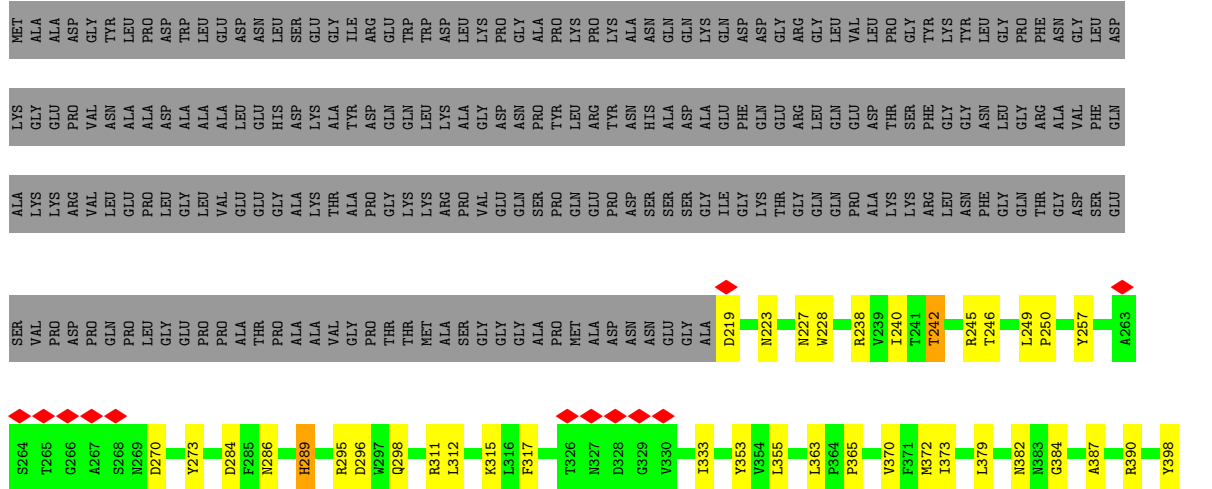 MET ALA ALA ASP GLY TYR LEU PRO ASP TRP LEU GLU ASP ASN LEU SER GLU GLY ILE ARG GLU TRP TRP ASP LEU LYS PRO GLY ALA PRO LYS PRO LYS ALA ASN GLN GLN LYS GLN ASP ASP GLY ARG GLY LEU VAL LEU PRO GLY TYR LYS TYR LEU GLY PRO PHE ASN GLY LEU ASP
LYS GLY GLU PRO VAL ASN ALA ALA ASP ALA ALA ALA LEU GLU HIS ASP LYS ALA TYR ASP GLN GLN LEU LYS ALA GLY ASP ASN PRO TYR LEU ARG TYR ASN HIS ALA ASP ALA GLU PHE GLN GLU ARG LEU GLN GLU ASP THR SER PHE GLY GLY ASN LEU GLY ARG ALA VAL PHE GLN
ALA LYS LYS ARG VAL LEU GLU PRO LEU GLY LEU VAL GLU GLU GLY ALA LYS THR ALA PRO GLY LYS LYS ARG PRO VAL GLU GLN SER PRO GLN GLU PRO ASP SER SER SER GLY ILE GLY LYS THR GLY GLN GLN PRO ALA LYS LYS ARG LEU ASN PHE GLY GLN THR GLY ASP SER GLU
SER VAL PRO ASP PRO GLN PRO LEU GLY GLU PRO PRO ALA THR PRO ALA ALA VAL GLY PRO THR THR MET ALA SER GLY GLY GLY ALA PRO MET ALA ASP ASN ASN GLU GLY ALA D219 N223 N227 W228 R238 V239 I240 T241 T242 R245 T246 L249 P250 Y257 A263
S264 T265 G266 A267 S268 N269 D270 Y273 D284 F285 N286 H289 R295 D296 W297 Q298 R311 L312 K315 L316 F317 T326 N327 D328 G329 V330 I333 Y353 V354 L355 L363 P364 P365 V370 F371 M372 I373 L379 N382 N383 G384 A387 R390 Y398